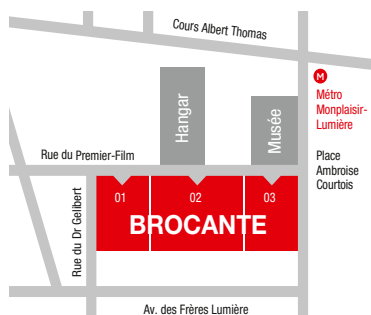 Cours Albert Thomas
M
Métro
Monplaisir-
Lumière
Hangar
Musée
Rue du Premier-Film
Place
Ambroise
Courtois
01
02
03
BROCANTE
Rue du Dr Gelibert
Av. des Frères Lumière